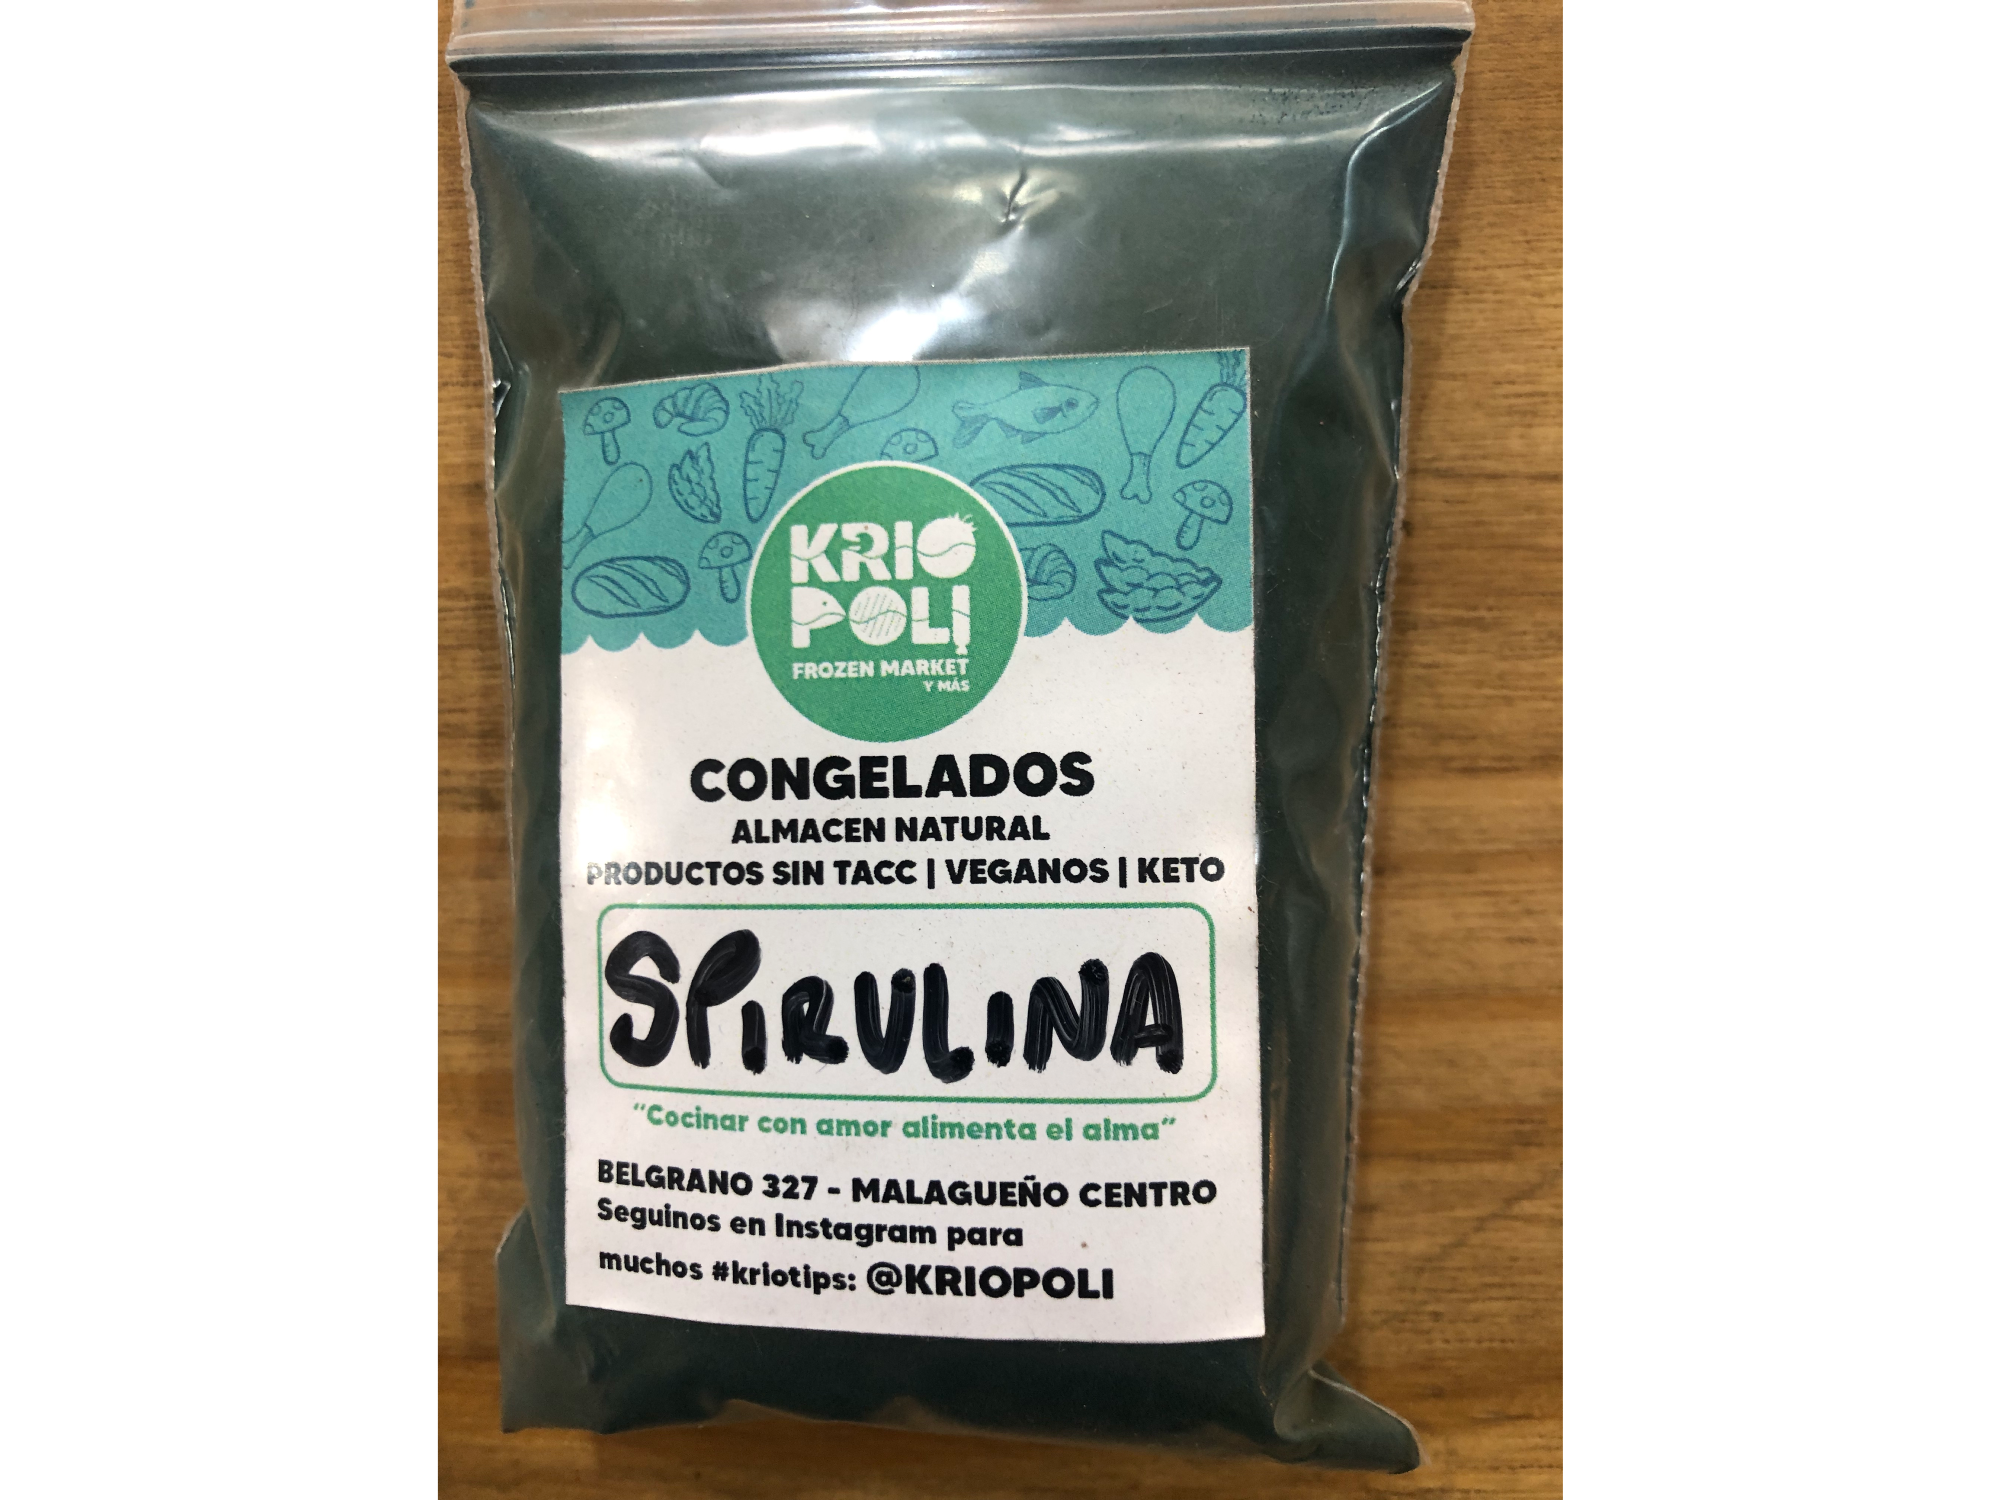 KRIO
POLI
FROZEN MARKET
Y MÁS
CONGELADOS
ALMACEN NATURAL
PRODUCTOS SIN TACC | VEGANOS | KETO
SPIRULINA
"Cocinar con amor alimenta el alma"
BELGRANO 327 - MALAGUEÑO CENTRO
Seguinos en Instagram para
muchos #kriotips: @KRIOPOLI